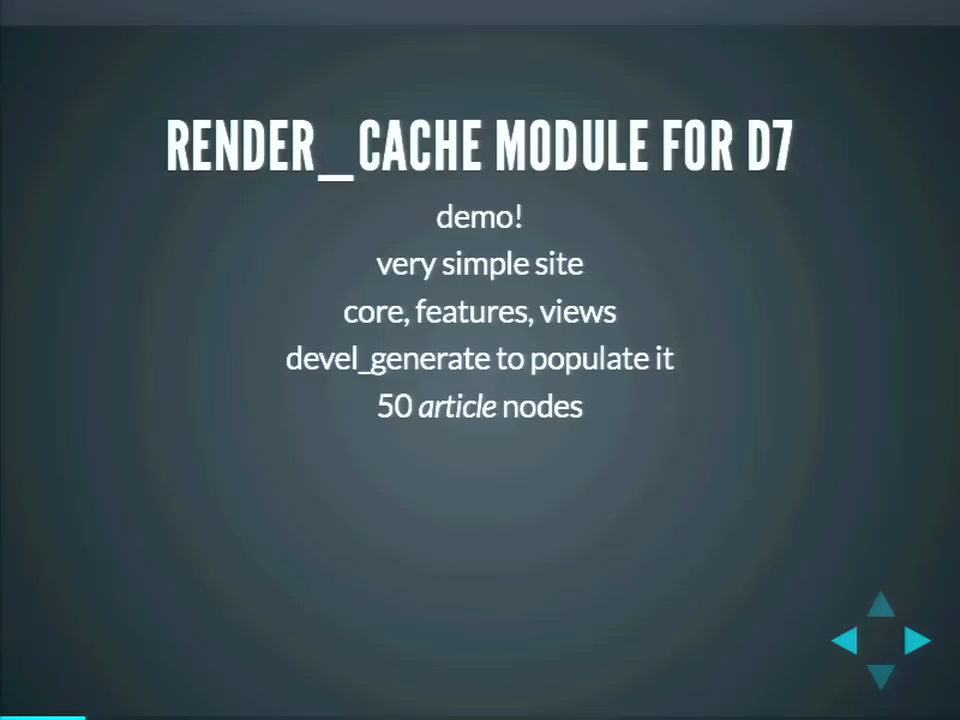 RENDER_CACHE MODULE FOR D7
demo!
very simple site
core, features, views
devel_generate to populate it
50 article nodes